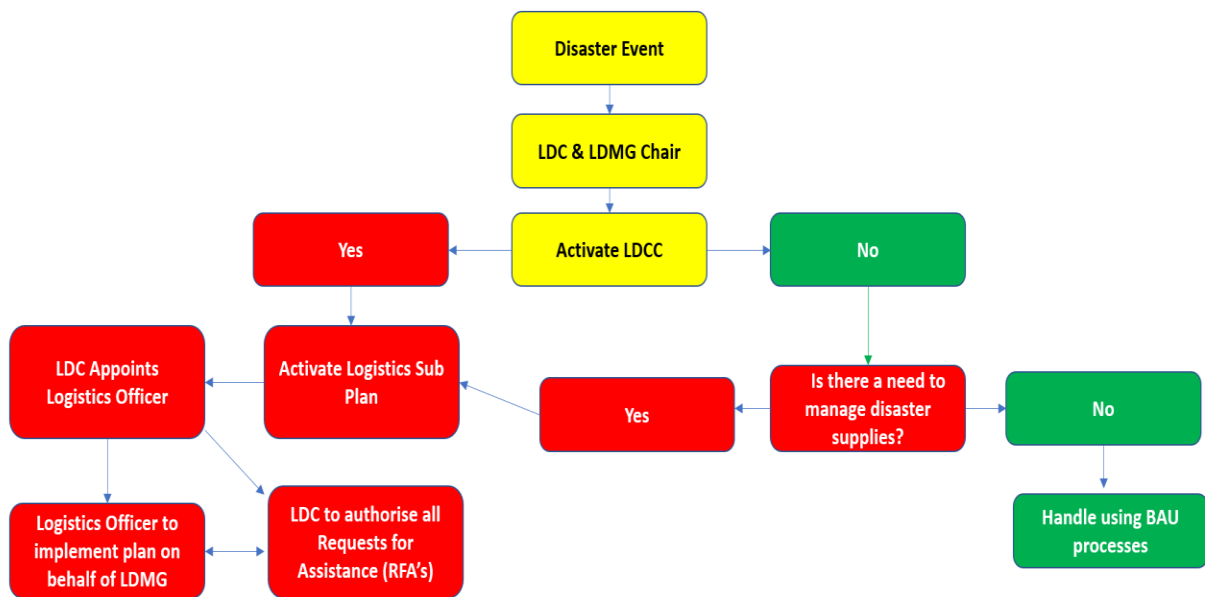 Disaster Event
LDC & LDMG Chair
Yes
Activate LDCC
No
LDC Appoints
Logistics Officer
Activate Logistics Sub
Plan
Yes
Is there a need to
manage disaster
supplies?
No
Logistics Officer to
implement plan on
behalf of LDMG
LDC to authorise all
Requests for
Assistance (RFA's)
Handle using BAU
processes